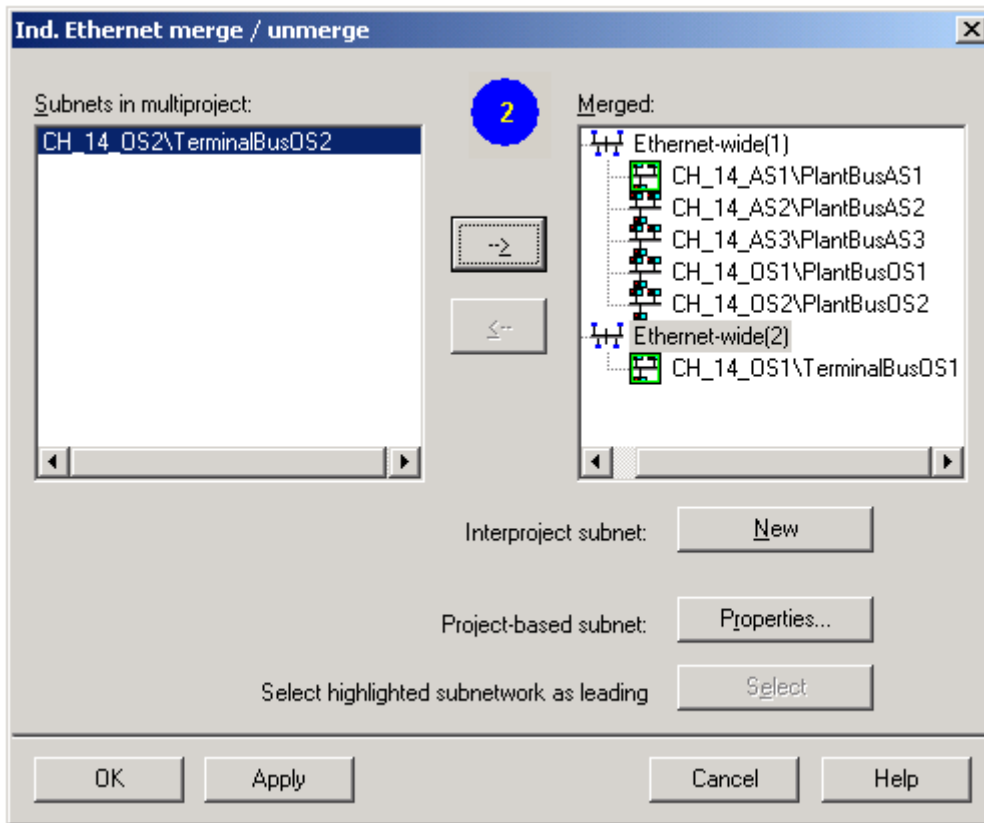 Ind. Ethernet merge / unmerge
Subnets in multiproject:
2
Merged:
CH_14_OS2\TerminalBusOS2
Ethernet-wide(1)
CH_14_AS1\PlantBusAS1
CH_14_AS2\PlantBusAS2
CH_14_AS3\PlantBusAS3
CH_14_OS1\PlantBusOS1
CH_14_OS2\PlantBusOS2
Ethernet-wide(2)
CH_14_OS1\TerminalBusOS1
-->
<--
Interproject subnet:
New
Project-based subnet:
Properties...
Select highlighted subnetwork as leading
Select
OK
Apply
Cancel
Help